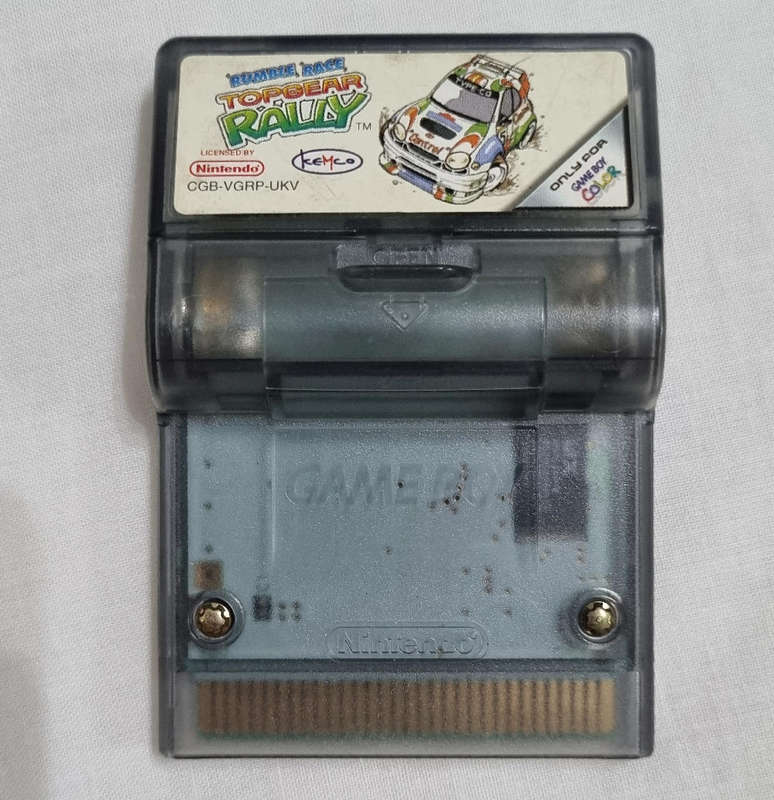 RUMBLE RACE
TOPGEAR
RALLY ™
LICENSED BY
Nintendo
KEMCO
CGB-VGRP-UKV
ONLY FOR
GAME BOY
COLOR
OPEN
GAME BOY
Nintendo